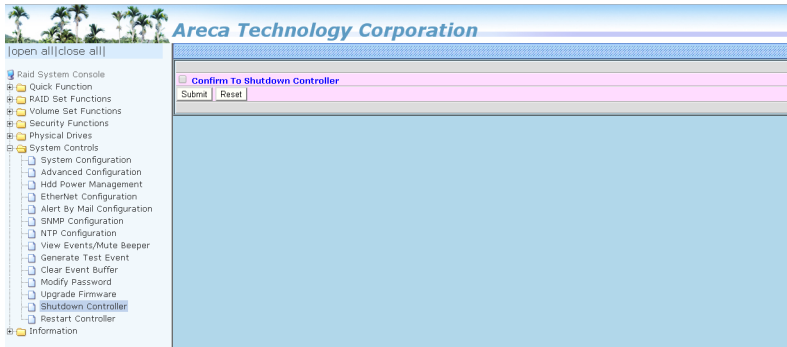 Areca Technology Corporation
|open all|close all|
Raid System Console
Quick Function
RAID Set Functions
Volume Set Functions
Security Functions
Physical Drives
System Controls
System Configuration
Advanced Configuration
Hdd Power Management
EtherNet Configuration
Alert By Mail Configuration
SNMP Configuration
NTP Configuration
View Events/Mute Beeper
Generate Test Event
Clear Event Buffer
Modify Password
Upgrade Firmware
Shutdown Controller
Restart Controller
Information
Confirm To Shutdown Controller
Submit Reset